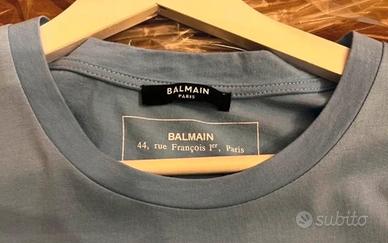 BALMAIN
PARIS
BALMAIN
44, rue François Ier, Paris
subito